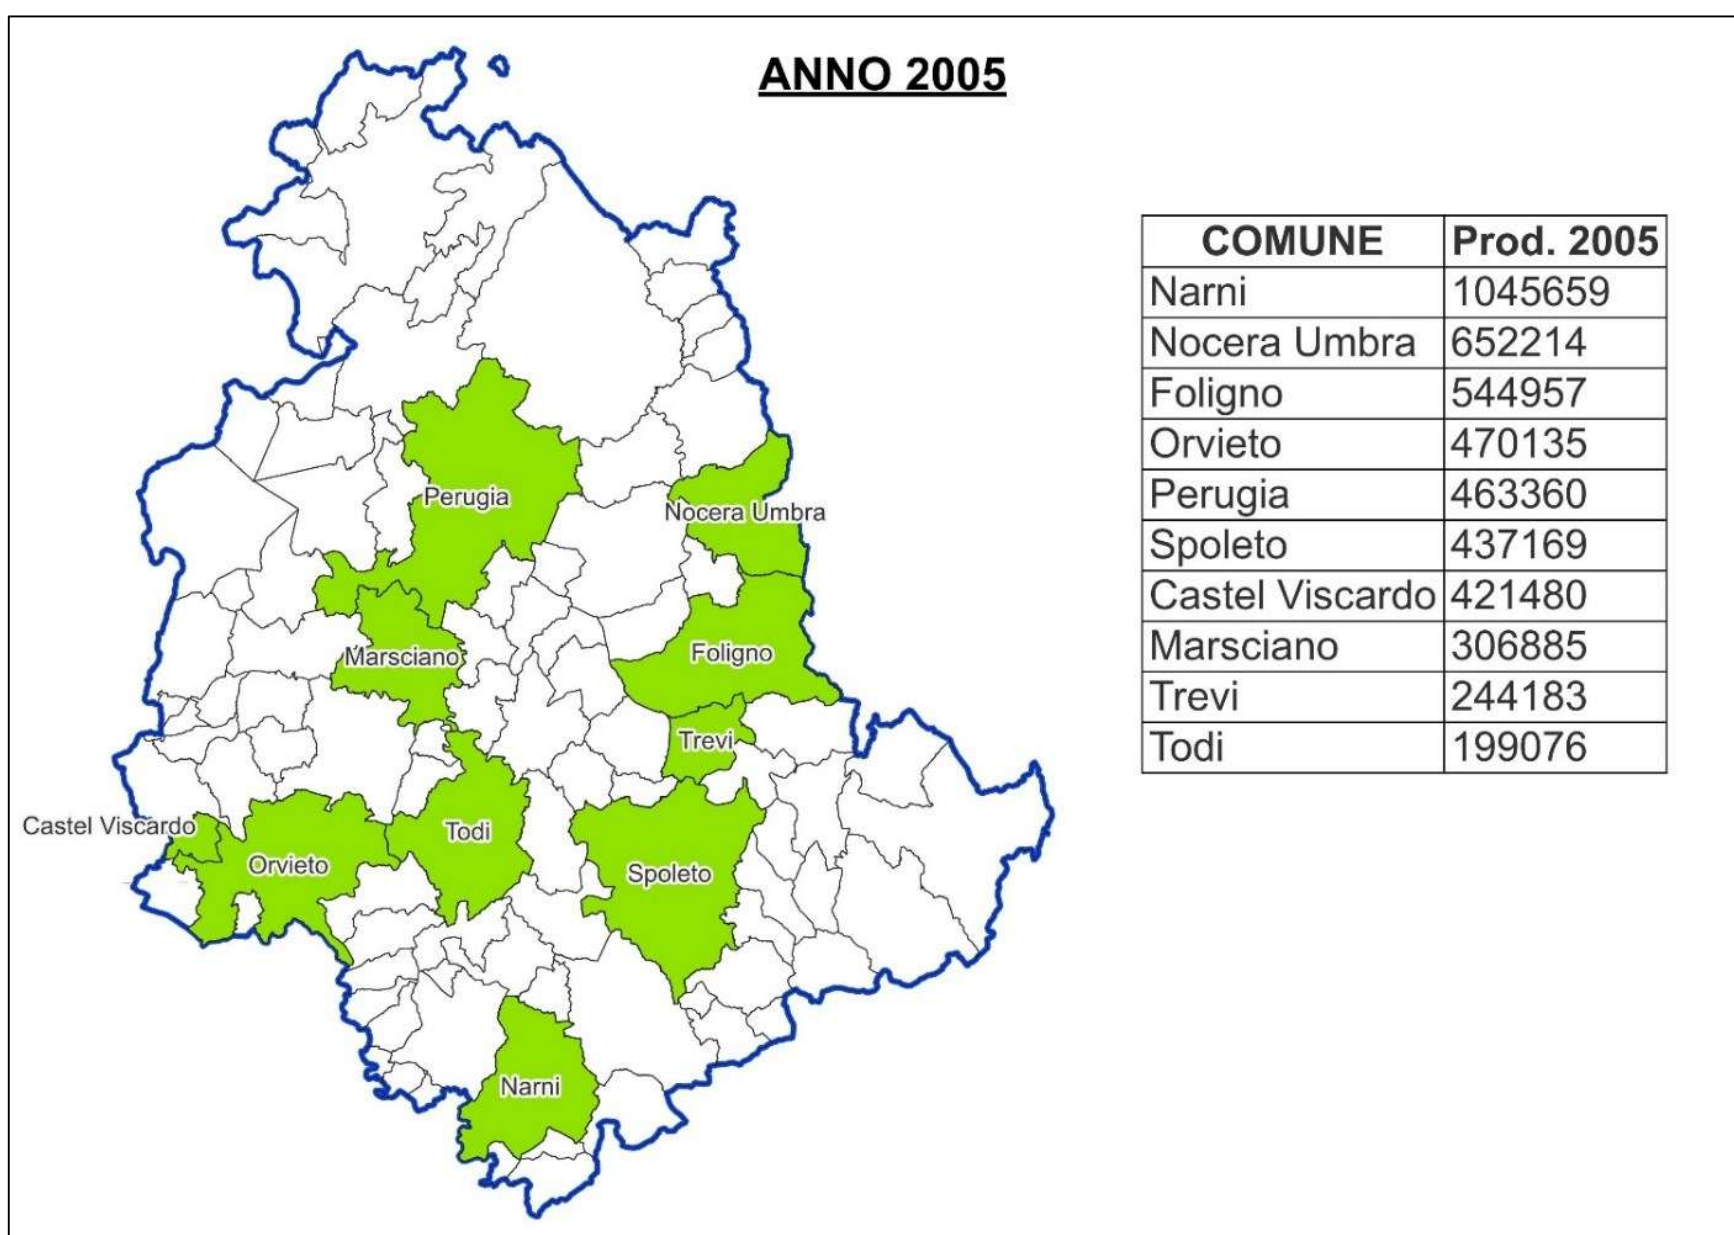 ANNO 2005
COMUNE Prod. 2005
Narni 1045659
Nocera Umbra 652214
Foligno 544957
Orvieto 470135
Perugia 463360
Spoleto 437169
Castel Viscardo 421480
Marsciano 306885
Trevi 244183
Todi 199076
Perugia
Nocera Umbra
Marsciano
Foligno
Trevi
Castel Viscardo
Todi
Orvieto
Spoleto
Narni